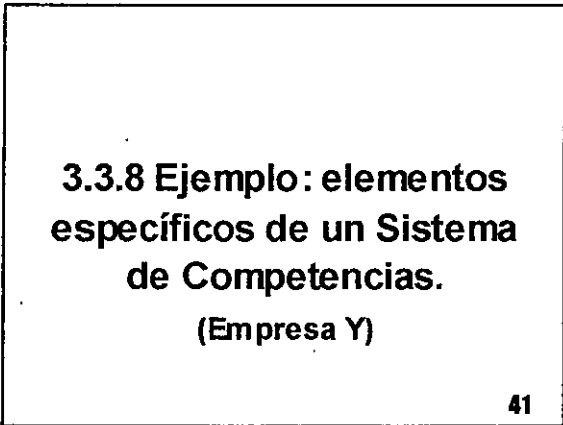 3.3.8 Ejemplo: elementos
específicos de un Sistema
de Competencias.
(Empresa Y)
41